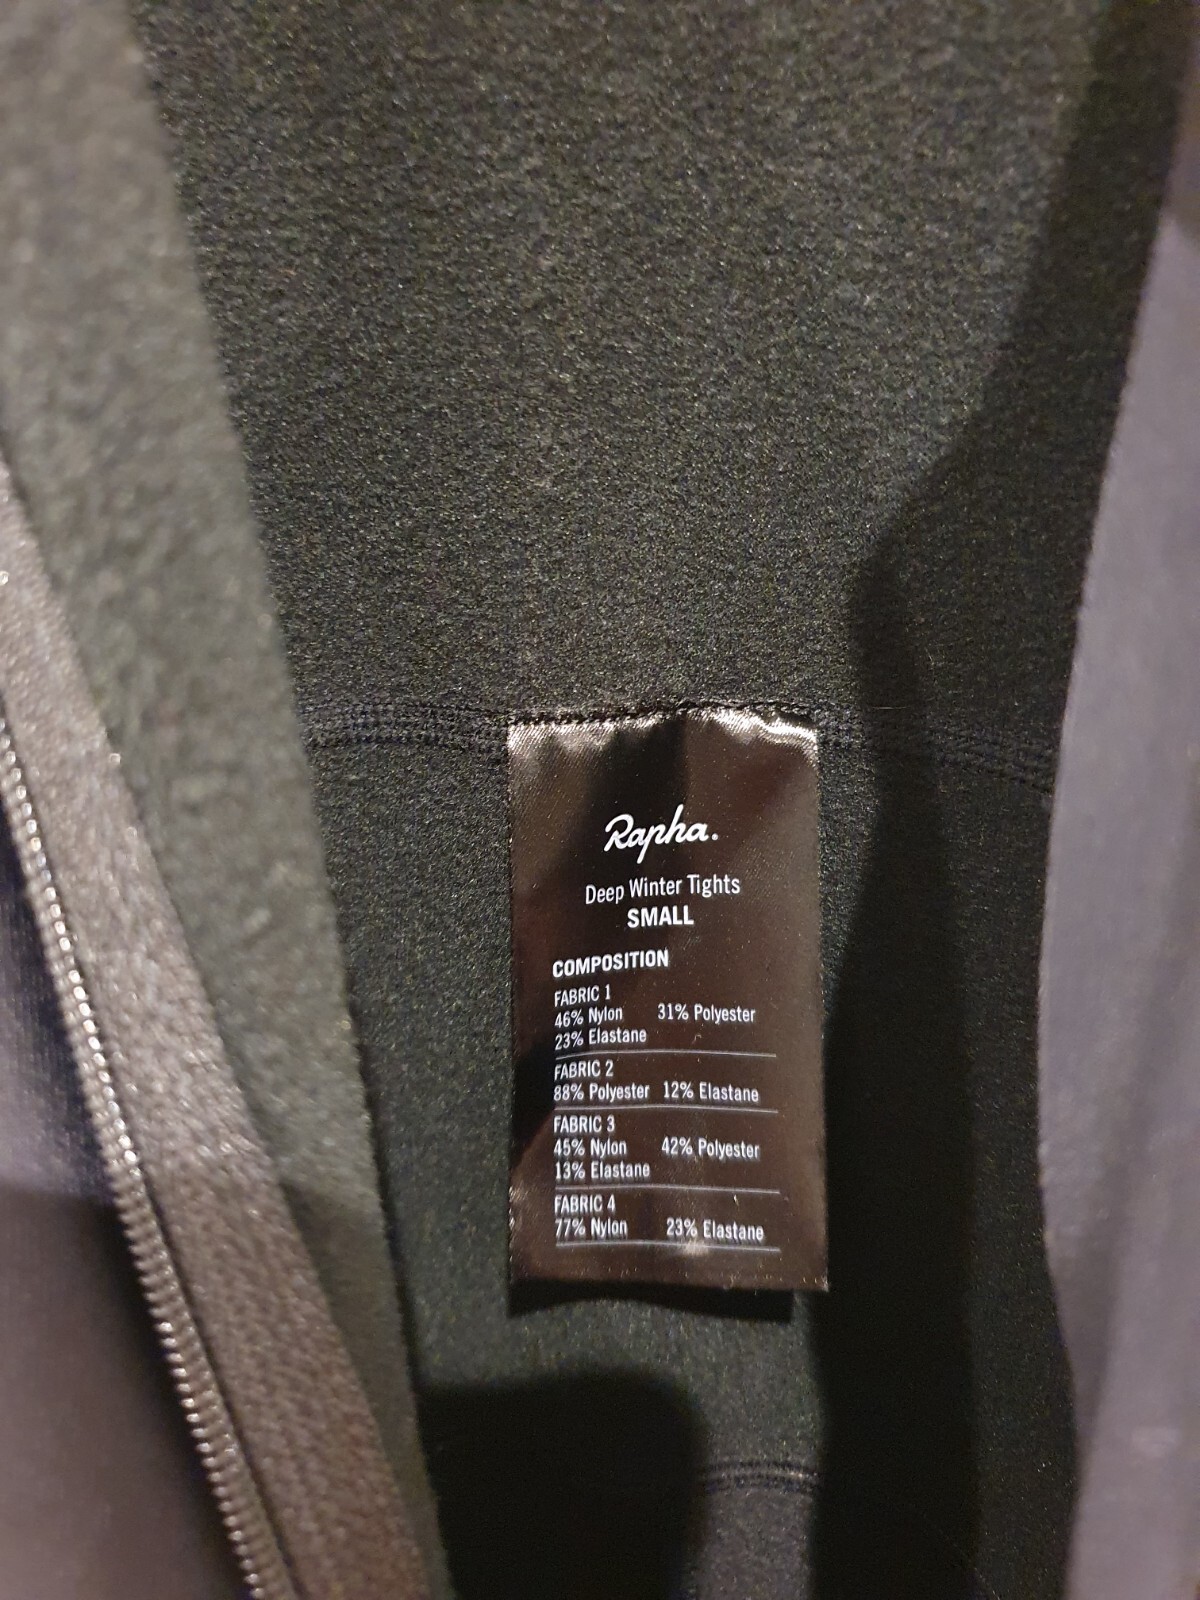 Rapha.
Deep Winter Tights
SMALL
COMPOSITION
FABRIC 1
46% Nylon 31% Polyester
23% Elastane
FABRIC 2
88% Polyester 12% Elastane
FABRIC 3
45% Nylon 42% Polyester
13% Elastane
FABRIC 4
77% Nylon 23% Elastane